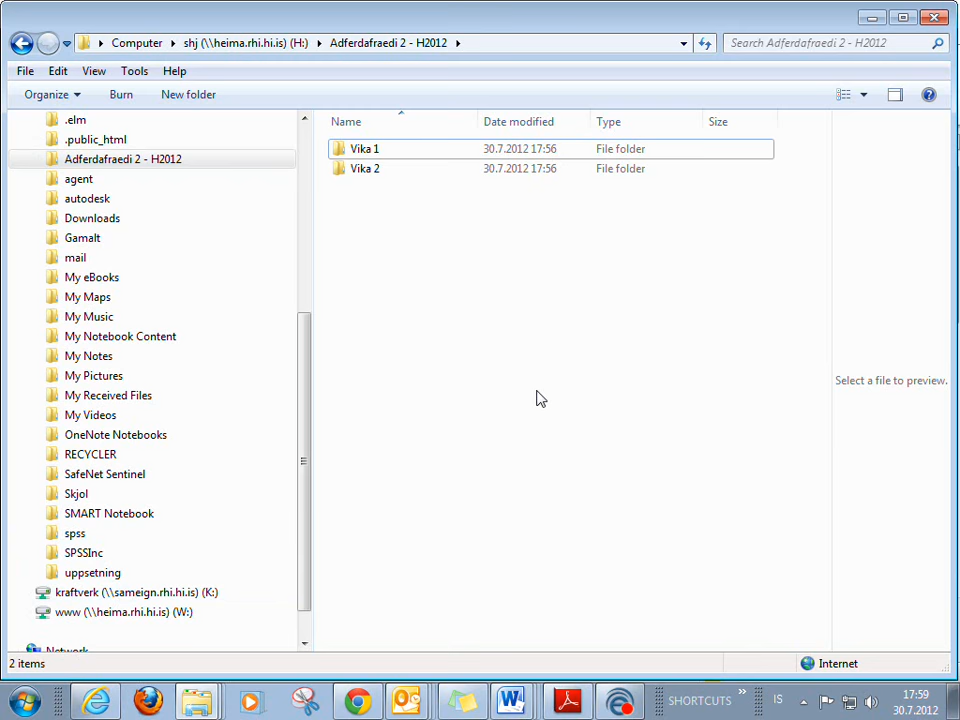 Computer shj (\\heima.rhi.hi.is) (H:) Adferdafraedi 2 - H2012 Search Adferdafraedi 2 - H2012
File Edit View Tools Help
Organize Burn New folder
Name Date modified Type Size
.elm
.public_html
Adferdafraedi 2 - H2012
agent
autodesk
Downloads
Gamalt
mail
My eBooks
My Maps
My Music
My Notebook Content
My Notes
My Pictures
My Received Files
My Videos
OneNote Notebooks
RECYCLER
SafeNet Sentinel
Skjol
SMART Notebook
spss
SPSSInc
uppsetning
kraftverk (\\sameign.rhi.hi.is) (K:)
www (\\heima.rhi.hi.is) (W:)
Network
Vika 1 30.7.2012 17:56 File folder
Vika 2 30.7.2012 17:56 File folder
Select a file to preview.
2 items Internet
SHORTCUTS » IS 17:59
30.7.2012